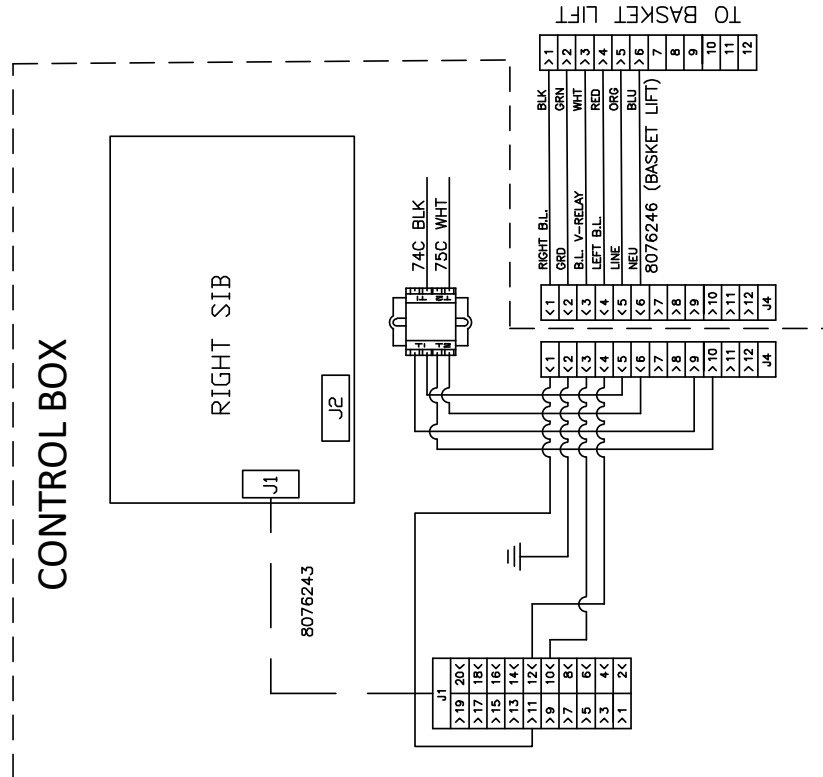 TO BASKET LIFT
>1 >2 >3 >4 >5 >6 7 8 9 10 11 12
BLK
GRN
WHT
RED
ORG
BLU
8076246 (BASKET LIFT)
RIGHT B.L.
GRD
B.L. V-RELAY
LEFT B.L.
LINE
NEU
<1 <2 <3 <4 <5 <6 7 >8 >9 >10 >11 >12 J4
<1 <2 <3 <4 <5 <6 7 >8 >9 >10 >11 >12 J4
74C BLK
75C WHT
T1 T2
T1 T2
CONTROL BOX
RIGHT SIB
J2
J1
8076243
J1
>19 20<
>17 18<
>15 16<
>13 14<
>11 12<
>9 10<
>7 8<
>5 6<
3 4<
>1 2<